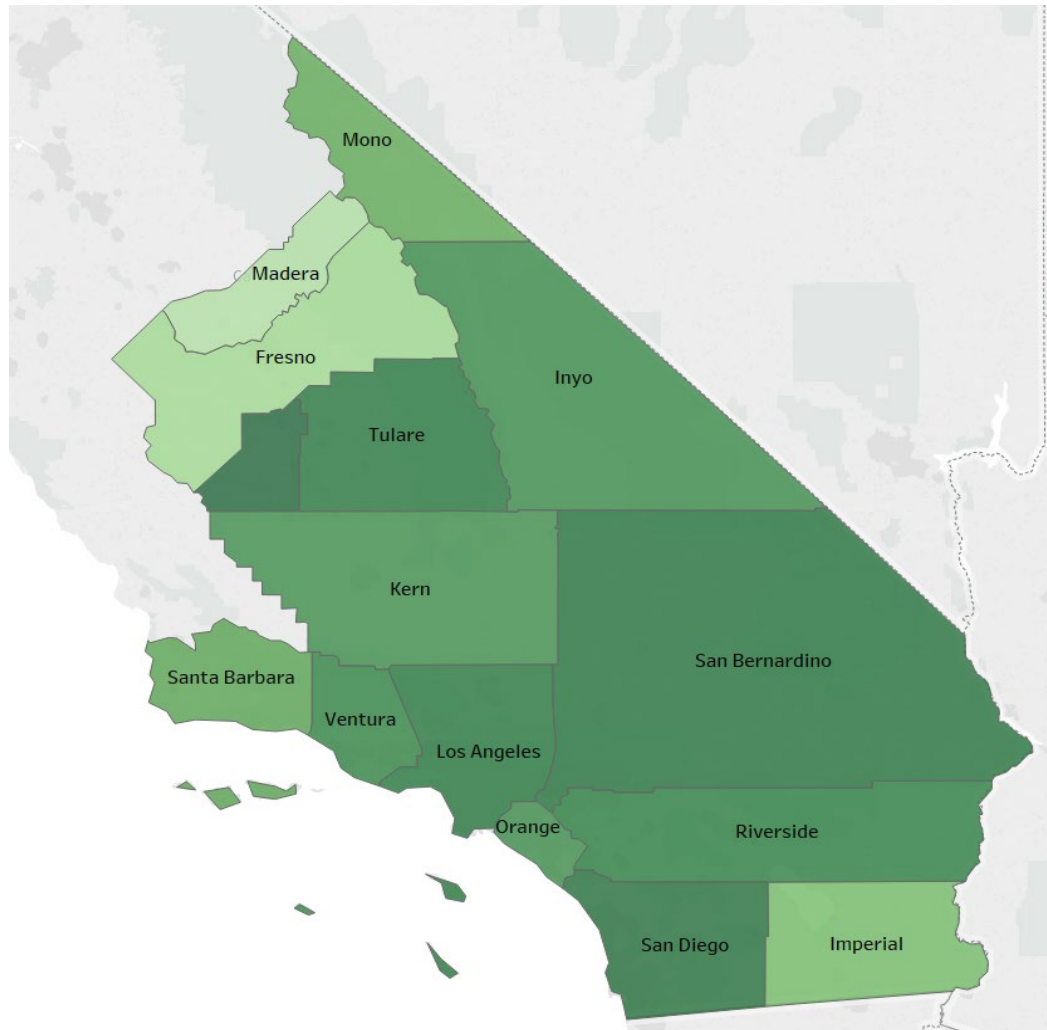 Mono
Madera
Fresno
Inyo
Tulare
Kern
San Bernardino
Santa Barbara
Ventura
Los Angeles
Orange
Riverside
San Diego
Imperial